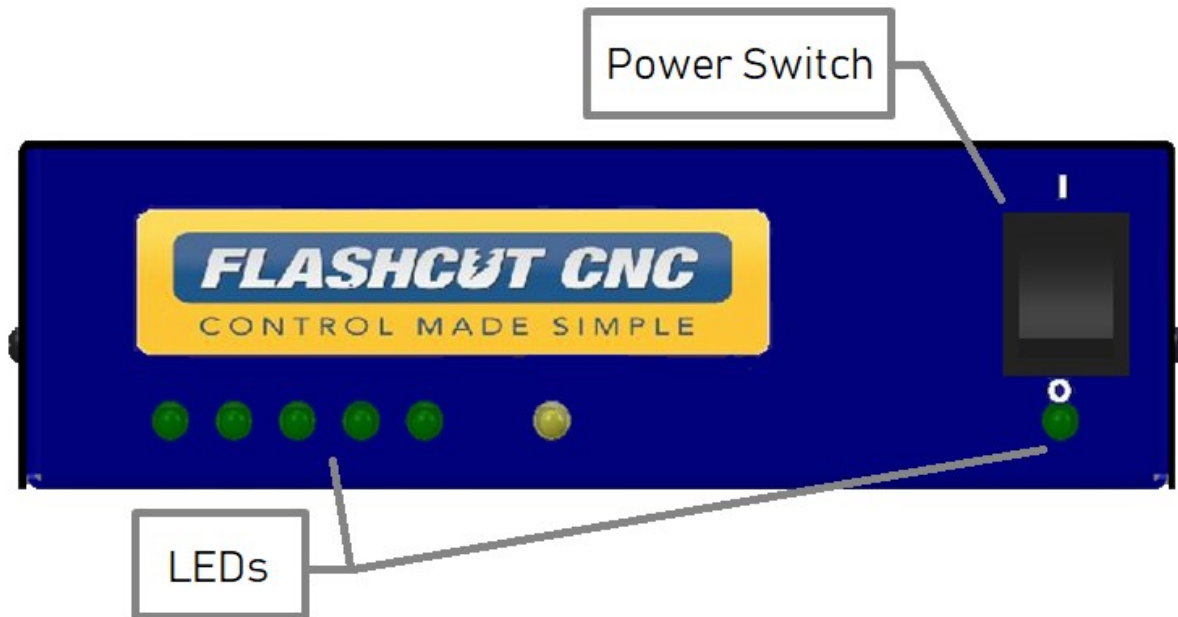 Power Switch
I
FLASHCUT CNC
CONTROL MADE SIMPLE
O
LEDs